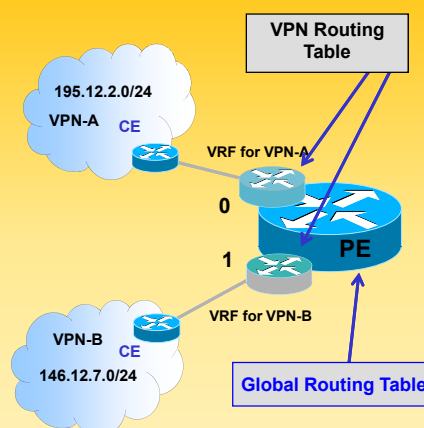 VPN Routing
Table
195.12.2.0/24
VPN-A
CE
VRF for VPN-A
0
PE
1
VRF for VPN-B
VPN-B
CE
146.12.7.0/24
Global Routing Table